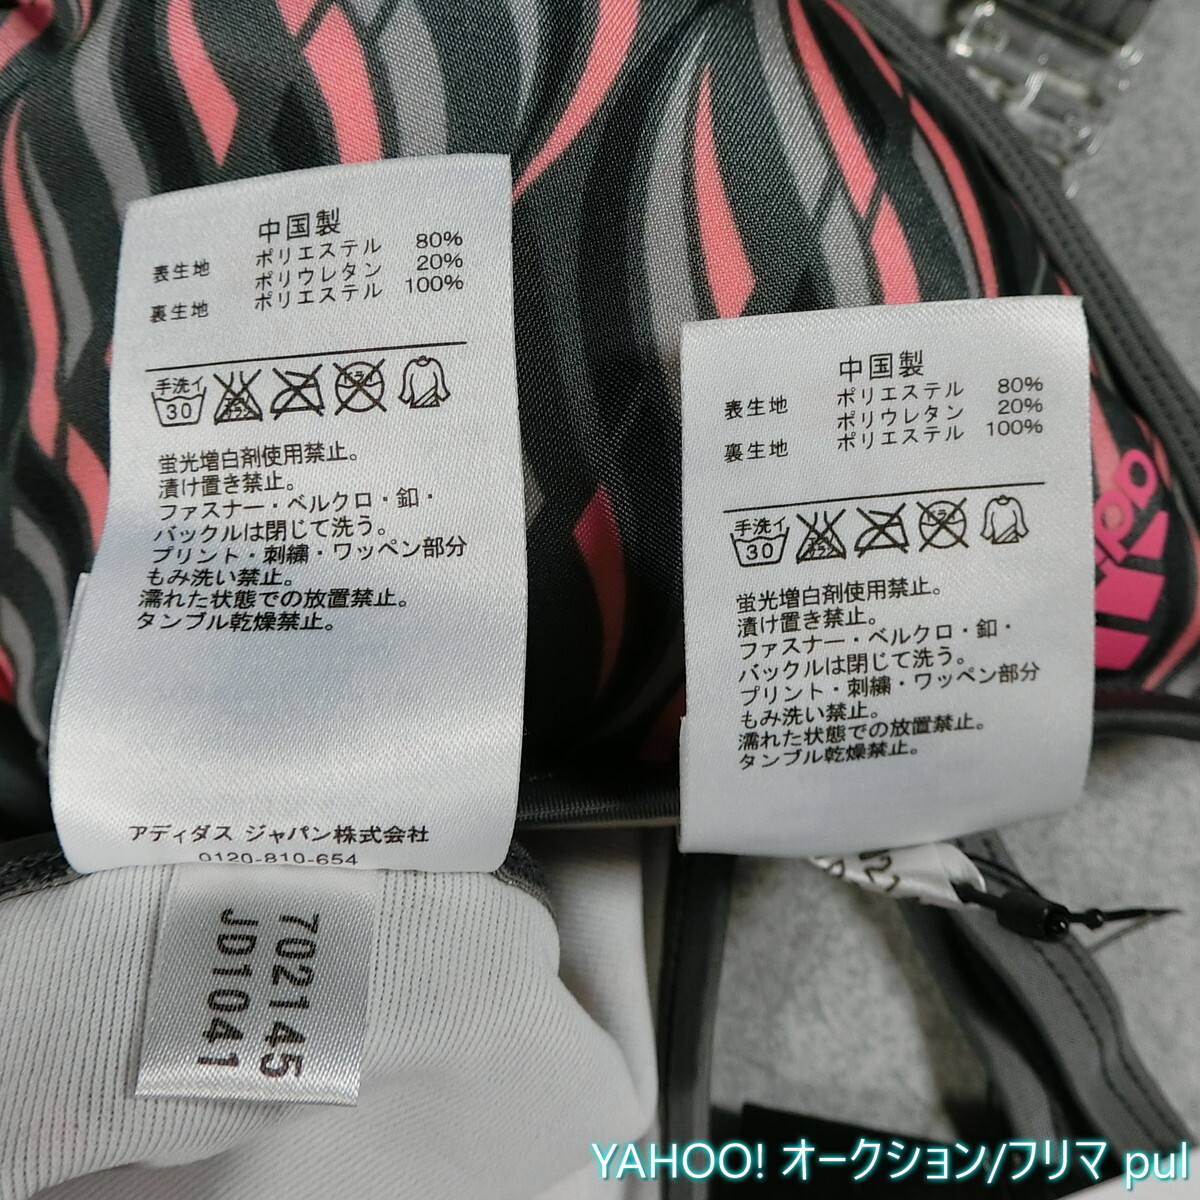 中国製
表生地 ポリエステル 80%
ポリウレタン 20%
裏生地 ポリエステル 100%
手洗イ
30
蛍光増白剤使用禁止。
漬け置き禁止。
ファスナー・ベルクロ・釦・
バックルは閉じて洗う。
プリント・刺繍・ワッペン部分
もみ洗い禁止。
濡れた状態での放置禁止。
タンブル乾燥禁止。
アディダス ジャパン株式会社
0120-810-654
702145
JD1041
中国製
表生地 ポリエステル 80%
ポリウレタン 20%
裏生地 ポリエステル 100%
手洗イ
30
蛍光増白剤使用禁止。
漬け置き禁止。
ファスナー・ベルクロ・釦・
バックルは閉じて洗う。
プリント・刺繍・ワッペン部分
もみ洗い禁止。
濡れた状態での放置禁止。
タンブル乾燥禁止。
YAHOO! オークション/フリマ pul